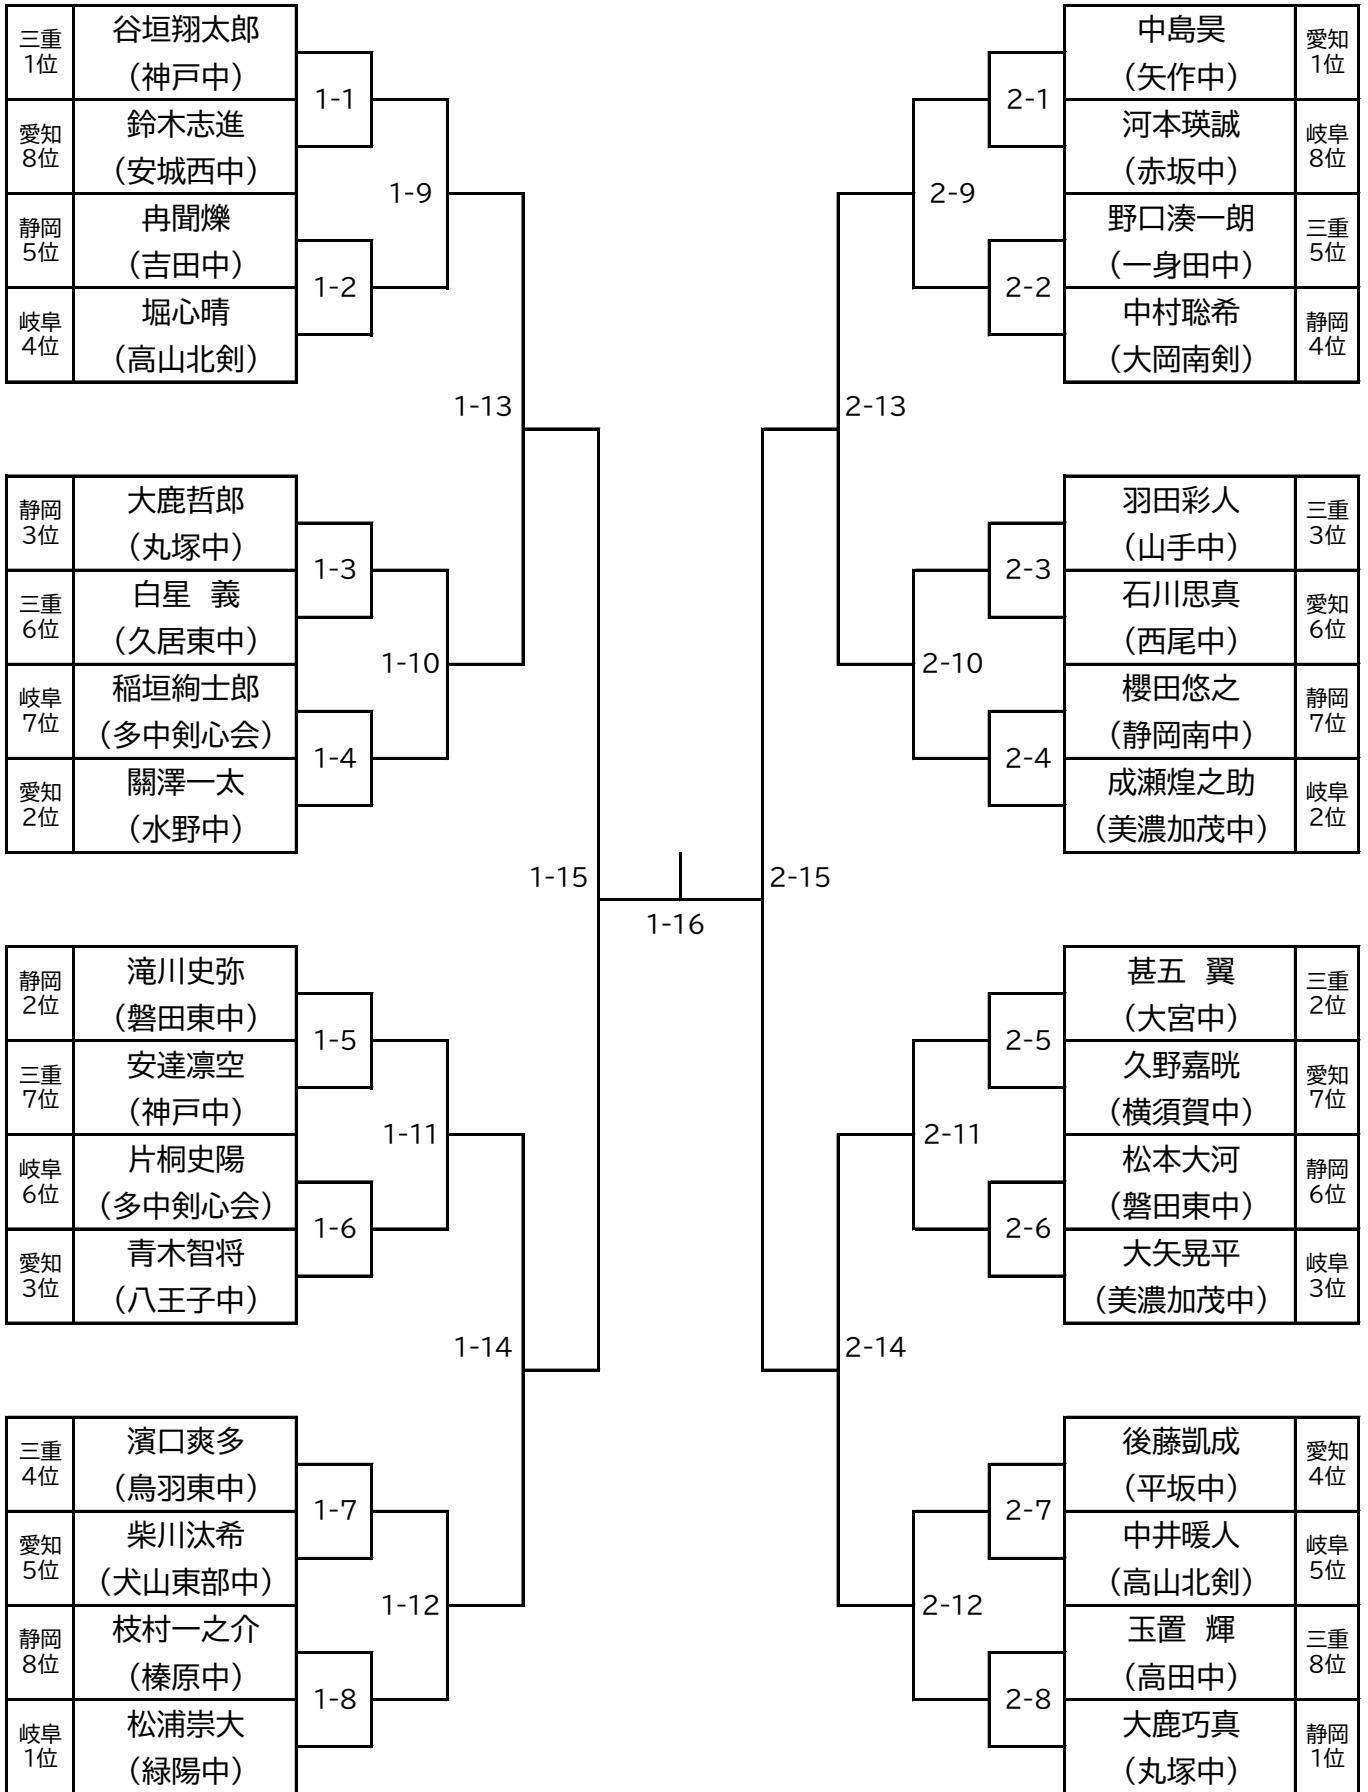 三重
1位
谷垣翔太郎
（神戸中）
愛知
8位
鈴木志進
（安城西中）
静岡
5位
冉聞爍
（吉田中）
岐阜
4位
堀心晴
（高山北剣）
1-1
1-2
1-9
静岡
3位
大鹿哲郎
（丸塚中）
三重
6位
白星 義
（久居東中）
岐阜
7位
稲垣絢士郎
（多中剣心会）
愛知
2位
關澤一太
（水野中）
1-3
1-4
1-10
1-13
静岡
2位
滝川史弥
（磐田東中）
三重
7位
安達凛空
（神戸中）
岐阜
6位
片桐史陽
（多中剣心会）
愛知
3位
青木智将
（八王子中）
1-5
1-6
1-11
三重
4位
濱口爽多
（鳥羽東中）
愛知
5位
柴川汰希
（犬山東部中）
静岡
8位
枝村一之介
（榛原中）
岐阜
1位
松浦崇大
（緑陽中）
1-7
1-8
1-12
1-14
1-15
1-16
2-15
中島昊
（矢作中）
愛知
1位
河本瑛誠
（赤坂中）
岐阜
8位
野口湊一朗
（一身田中）
三重
5位
中村聡希
（大岡南剣）
静岡
4位
2-1
2-2
2-9
羽田彩人
（山手中）
三重
3位
石川思真
（西尾中）
愛知
6位
櫻田悠之
（静岡南中）
静岡
7位
成瀬煌之助
（美濃加茂中）
岐阜
2位
2-3
2-4
2-10
2-13
甚五 翼
（大宮中）
三重
2位
久野嘉晄
（横須賀中）
愛知
7位
松本大河
（磐田東中）
静岡
6位
大矢晃平
（美濃加茂中）
岐阜
3位
2-5
2-6
2-11
後藤凱成
（平坂中）
愛知
4位
中井暖人
（高山北剣）
岐阜
5位
玉置 輝
（高田中）
三重
8位
大鹿巧真
（丸塚中）
静岡
1位
2-7
2-8
2-12
2-14